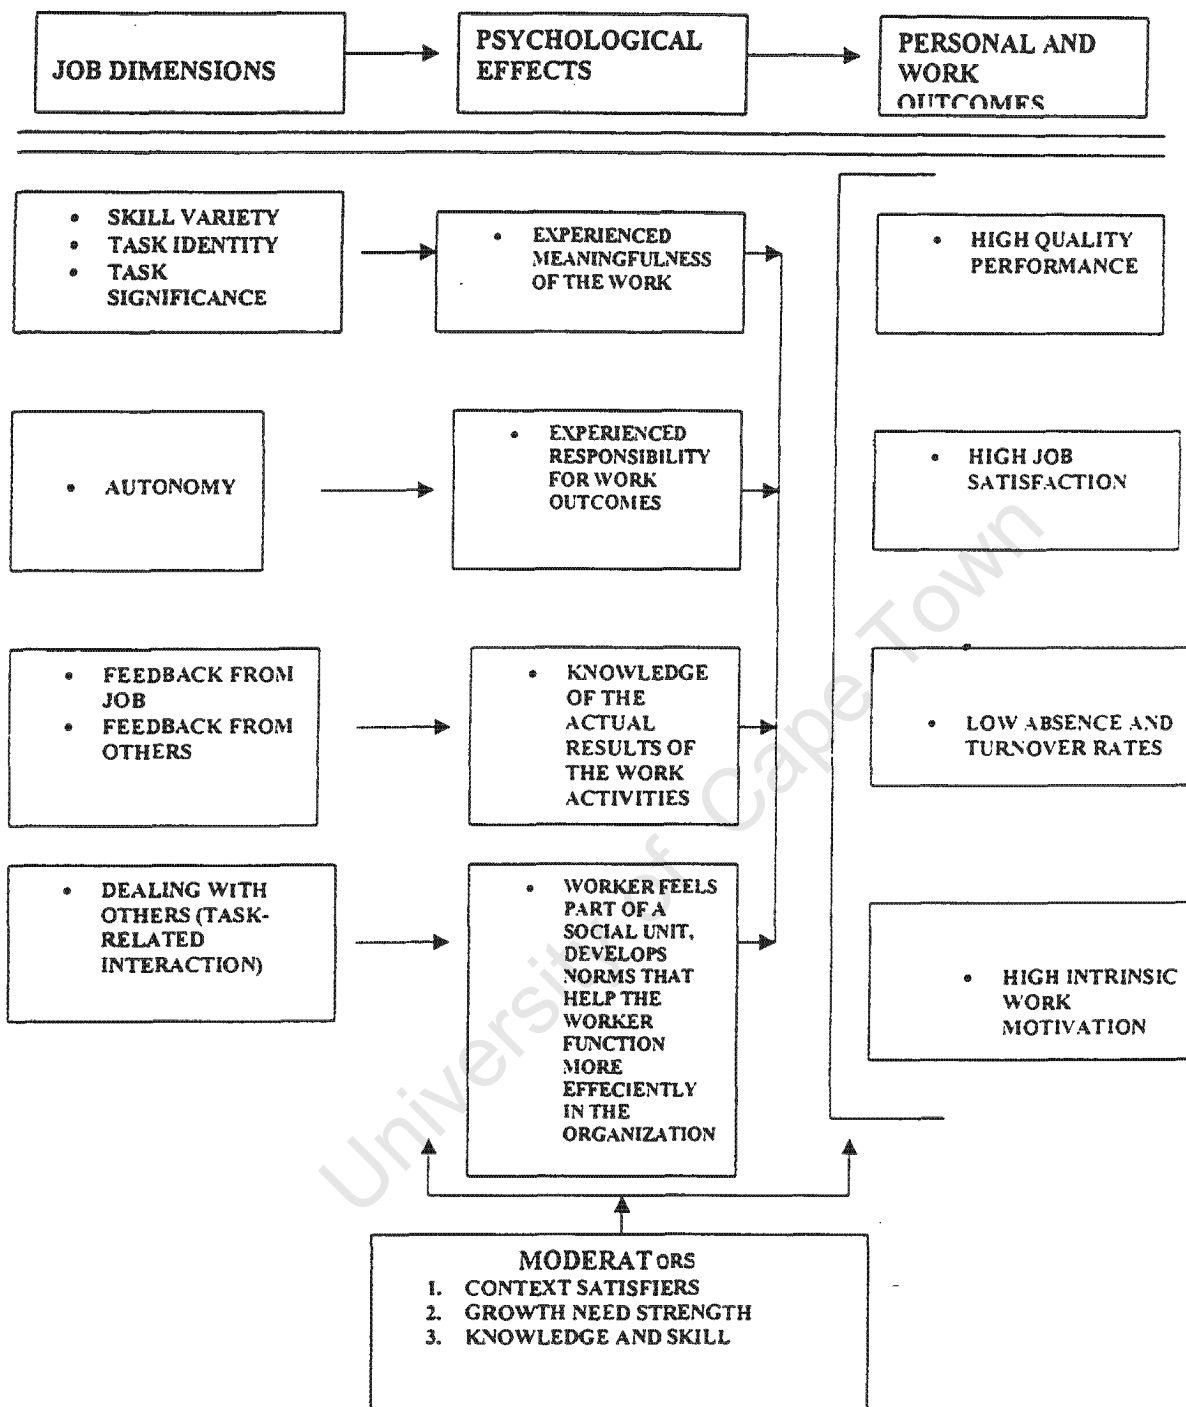 JOB DIMENSIONS
PSYCHOLOGICAL
EFFECTS
PERSONAL AND
WORK
OUTCOMES
• SKILL VARIETY
• TASK IDENTITY
• TASK
SIGNIFICANCE
• EXPERIENCED
MEANINGFULNESS
OF THE WORK
• HIGH QUALITY
PERFORMANCE
• AUTONOMY
• EXPERIENCED
RESPONSIBILITY
FOR WORK
OUTCOMES
• HIGH JOB
SATISFACTION
• FEEDBACK FROM
JOB
• FEEDBACK FROM
OTHERS
• KNOWLEDGE
OF THE
ACTUAL
RESULTS OF
THE WORK
ACTIVITIES
• LOW ABSENCE AND
TURNOVER RATES
• DEALING WITH
OTHERS (TASK-
RELATED
INTERACTION)
• WORKER FEELS
PART OF A
SOCIAL UNIT,
DEVELOPS
NORMS THAT
HELP THE
WORKER
FUNCTION
MORE
EFFECIENTLY
IN THE
ORGANIZATION
• HIGH INTRINSIC
WORK
MOTIVATION
MODERATORS
1. CONTEXT SATISFIERS
2. GROWTH NEED STRENGTH
3. KNOWLEDGE AND SKILL
University of Cape Town